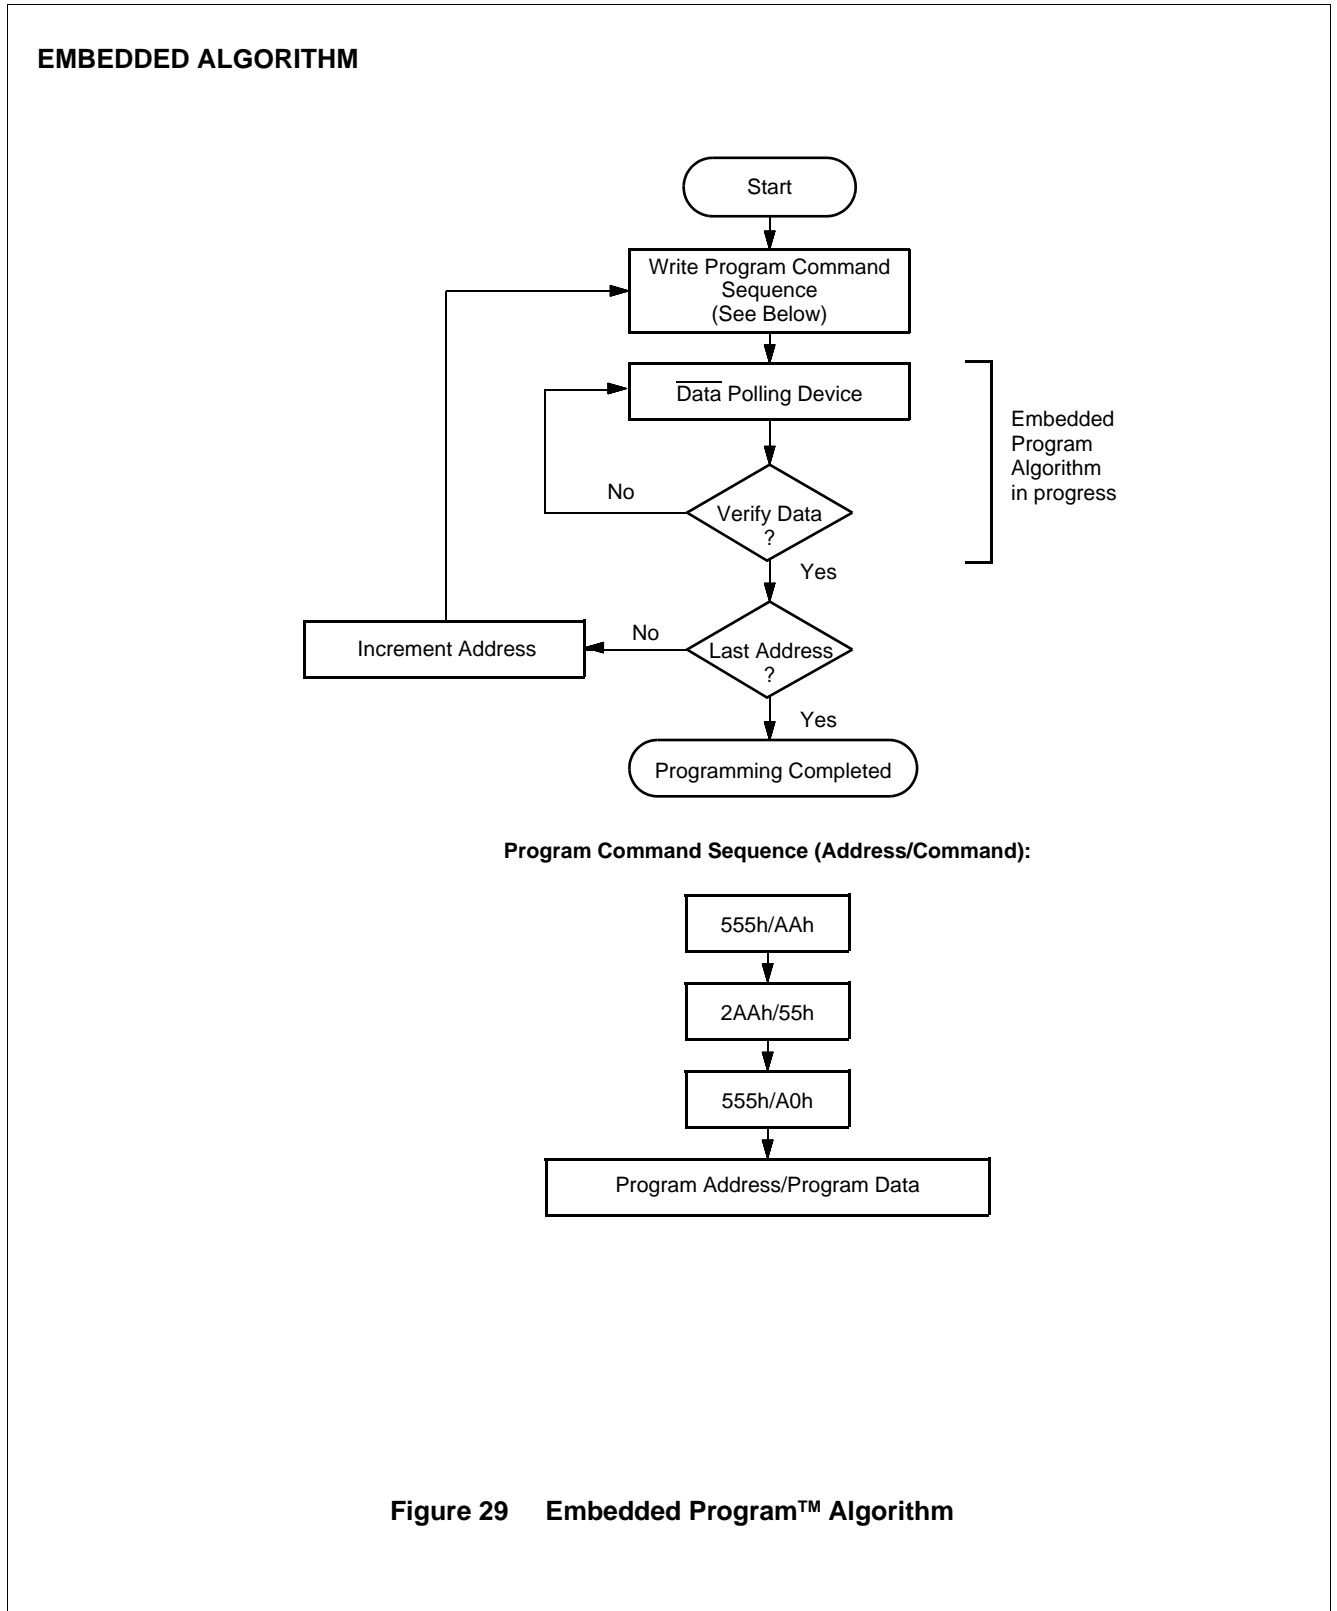 EMBEDDED ALGORITHM
Start
Write Program Command
Sequence
(See Below)
Data Polling Device
Embedded
Program
Algorithm
in progress
No
Verify Data
?
Yes
Increment Address
No
Last Address
?
Yes
Programming Completed
Program Command Sequence (Address/Command):
555h/AAh
2AAh/55h
555h/A0h
Program Address/Program Data
Figure 29 Embedded Program™ Algorithm